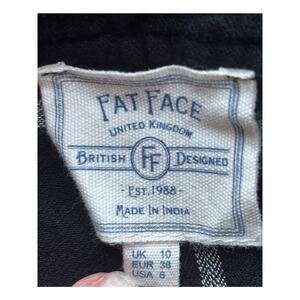 FAT FACE
UNITED KINGDOM
BRITISH FF DESIGNED
- EST. 1988 -
MADE IN INDIA
UK 10
EUR 38
USA 6